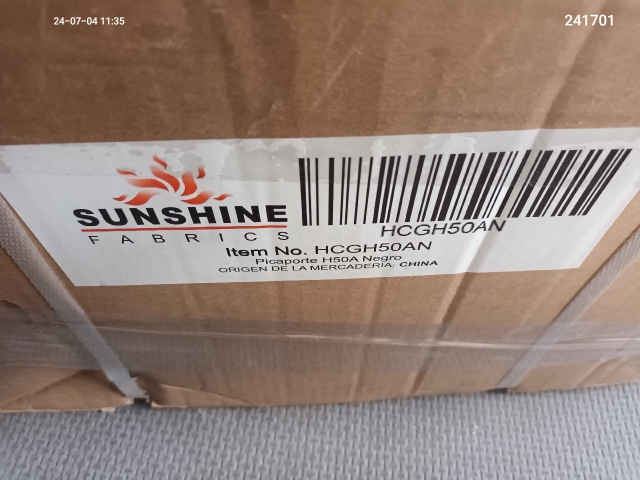 24-07-04 11:35
241701
SUNSHINE
FABRICS
HCGH50AN
Item No. HCGH50AN
Picaporte H50A Negro
ORIGEN DE LA MERCADERIA: CHINA